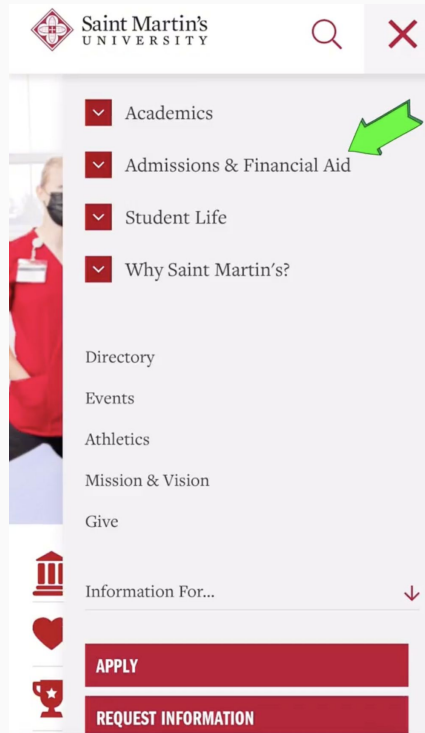 Saint Martin's
UNIVERSITY
Academics
Admissions & Financial Aid
Student Life
Why Saint Martin's?
Directory
Events
Athletics
Mission & Vision
Give
Information For...
APPLY
REQUEST INFORMATION